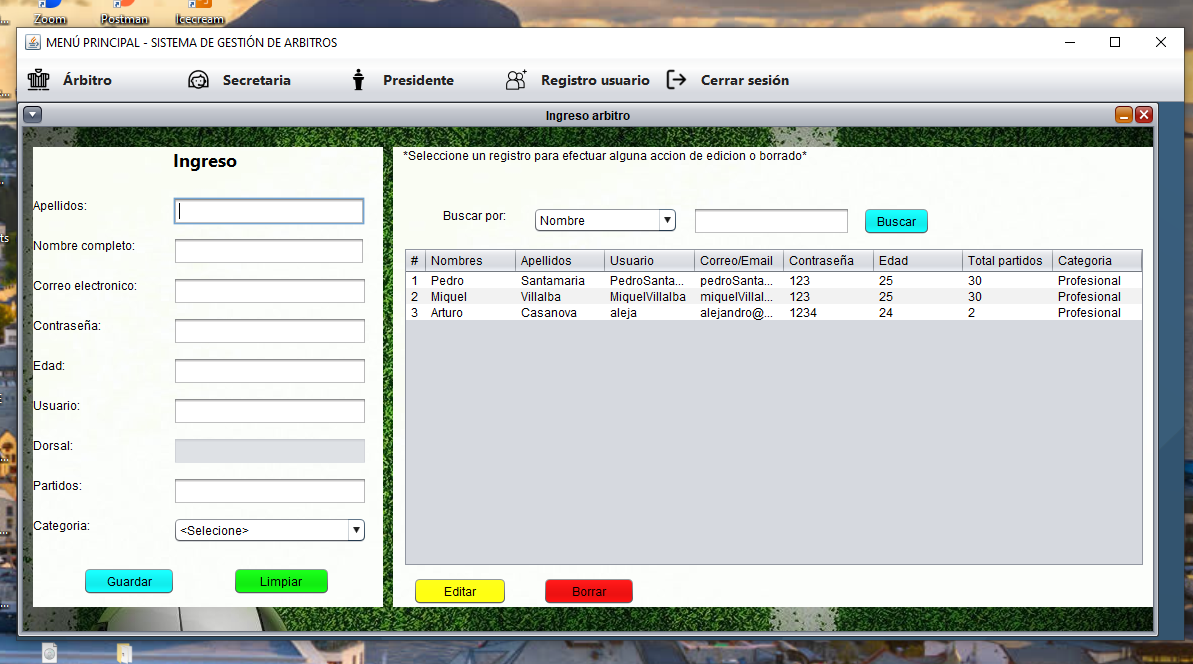 Zoom Postman Icecream
MENÚ PRINCIPAL - SISTEMA DE GESTIÓN DE ARBITROS
Árbitro Secretaria Presidente Registro usuario Cerrar sesión
Ingreso arbitro
Ingreso
*Seleccione un registro para efectuar alguna accion de edicion o borrado*
Apellidos:
Buscar por: Nombre Buscar
Nombre completo:
Correo electronico:
Contraseña:
Edad:
Usuario:
Dorsal:
Partidos:
Categoria: <Selecione>
Guardar Limpiar
# Nombres Apellidos Usuario Correo/Email Contraseña Edad Total partidos Categoria
1 Pedro Santamaria PedroSanta... pedroSanta... 123 25 30 Profesional
2 Miquel Villalba MiquelVillalba miquelVillal... 123 25 30 Profesional
3 Arturo Casanova aleja alejandro@... 1234 24 2 Profesional
Editar Borrar